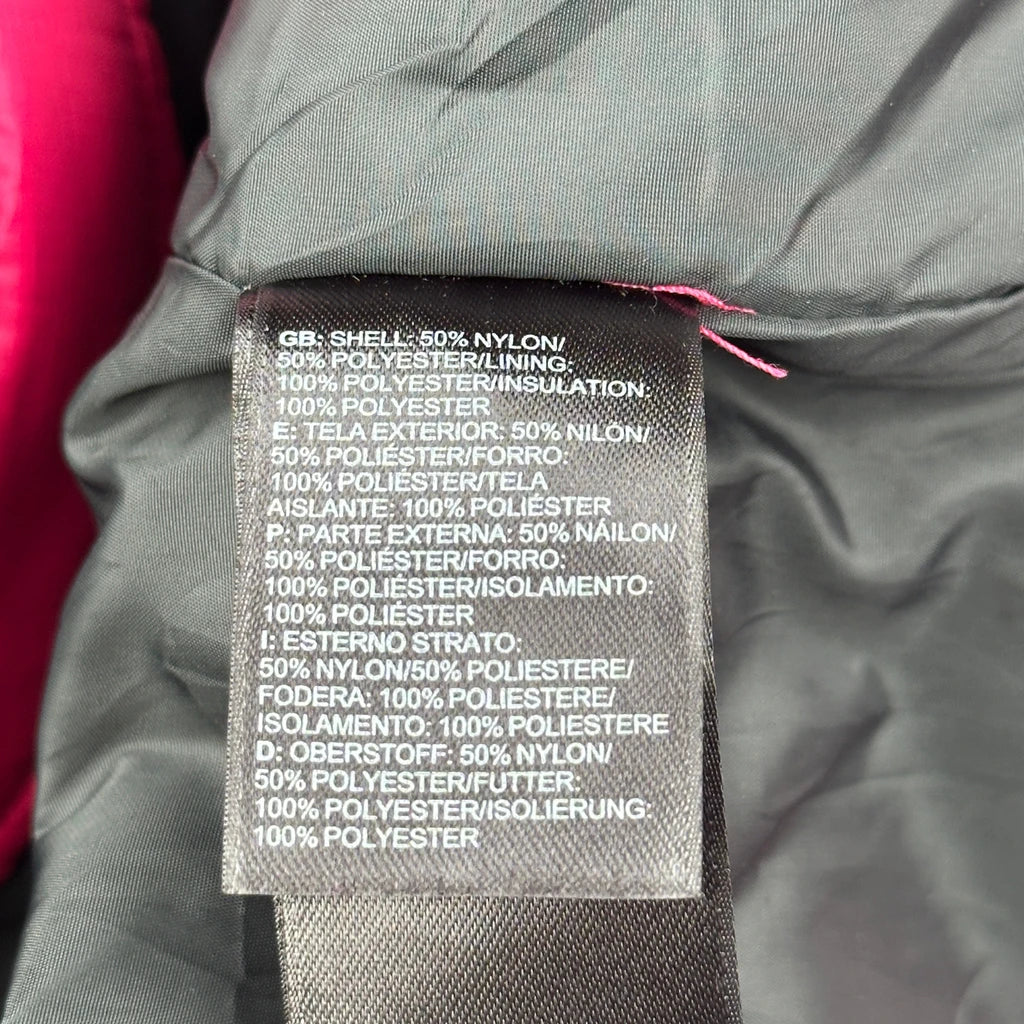 GB: SHELL: 50% NYLON/
50% POLYESTER/LINING:
100% POLYESTER/INSULATION:
100% POLYESTER
E: TELA EXTERIOR: 50% NILON/
50% POLIÉSTER/FORRO:
100% POLIÉSTER/TELA
AISLANTE: 100% POLIÉSTER
P: PARTE EXTERNA: 50% NÁILON/
50% POLIÉSTER/FORRO:
100% POLIÉSTER/ISOLAMENTO:
100% POLIÉSTER
I: ESTERNO STRATO:
50% NYLON/50% POLIESTERE/
FODERA: 100% POLIESTERE/
ISOLAMENTO: 100% POLIESTERE
D: OBERSTOFF: 50% NYLON/
50% POLYESTER/FUTTER:
100% POLYESTER/ISOLIERUNG:
100% POLYESTER